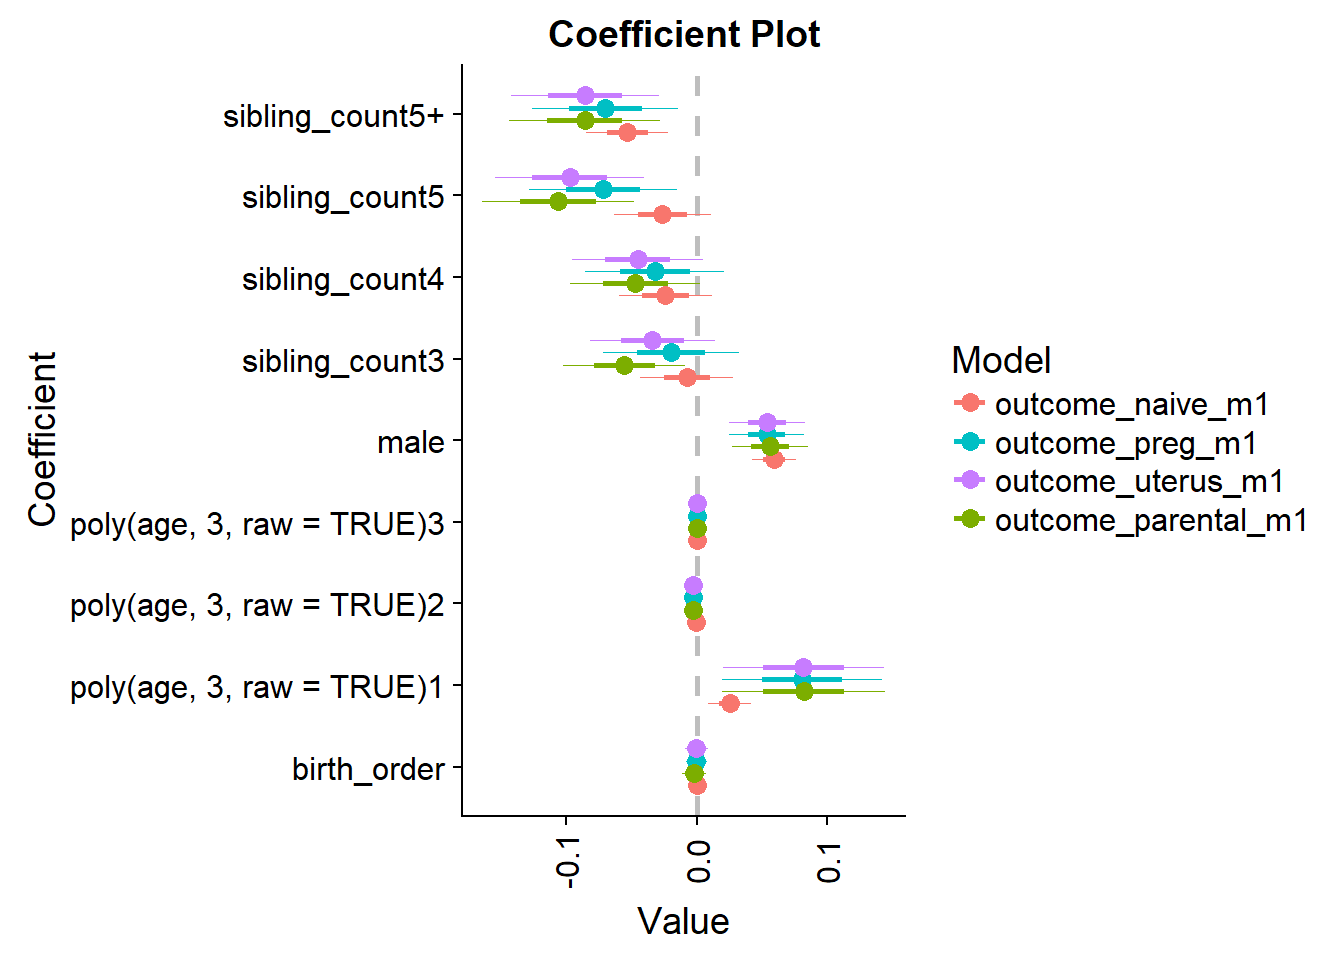 Coefficient Plot
sibling_count5+
sibling_count5
sibling_count4
sibling_count3
male
poly(age, 3, raw = TRUE)3
poly(age, 3, raw = TRUE)2
poly(age, 3, raw = TRUE)1
birth_order
Coefficient
-0.1
0.0
0.1
Value
Model
outcome_naive_m1
outcome_preg_m1
outcome_uterus_m1
outcome_parental_m1